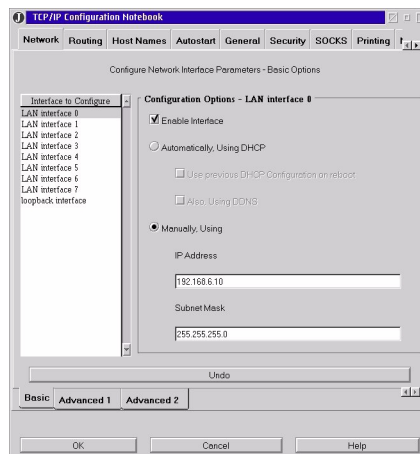 TCP/IP Configuration Notebook
Network Routing Host Names Autostart General Security SOCKS Printing
Configure Network Interface Parameters - Basic Options
Interface to Configure
LAN interface 0
LAN interface 1
LAN interface 2
LAN interface 3
LAN interface 4
LAN interface 5
LAN interface 6
LAN interface 7
loopback interface
Configuration Options - LAN interface 0
Enable Interface
Automatically, Using DHCP
Use previous DHCP Configuration on reboot
Also, Using DDNS
Manually, Using
IP Address
192.168.6.10
Subnet Mask
255.255.255.0
Undo
Basic Advanced 1 Advanced 2
OK Cancel Help